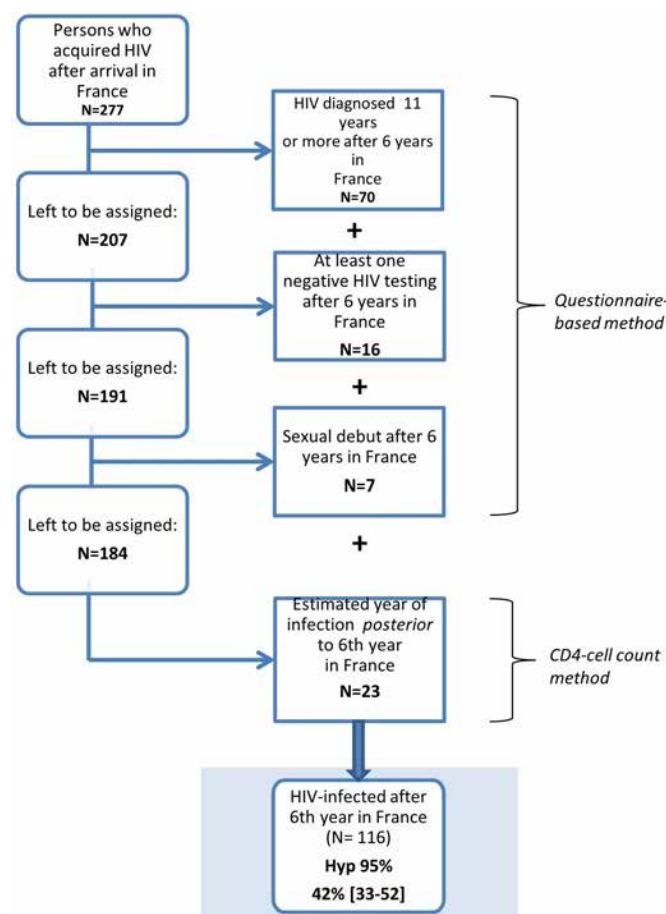 Persons who
acquired HIV
after arrival in
France
N=277
HIV diagnosed 11
years
or more after 6 years
in
France
N=70
+
Left to be assigned:
N=207
At least one
negative HIV testing
after 6 years in
France
N=16
Questionnaire-
based method
+
Left to be assigned:
N=191
Sexual debut after 6
years in France
N=7
+
Left to be assigned:
N=184
Estimated year of
infection posterior
to 6th year
in France
N=23
CD4-cell count
method
HIV-infected after
6th year in France
(N= 116)
Hyp 95%
42% [33-52]